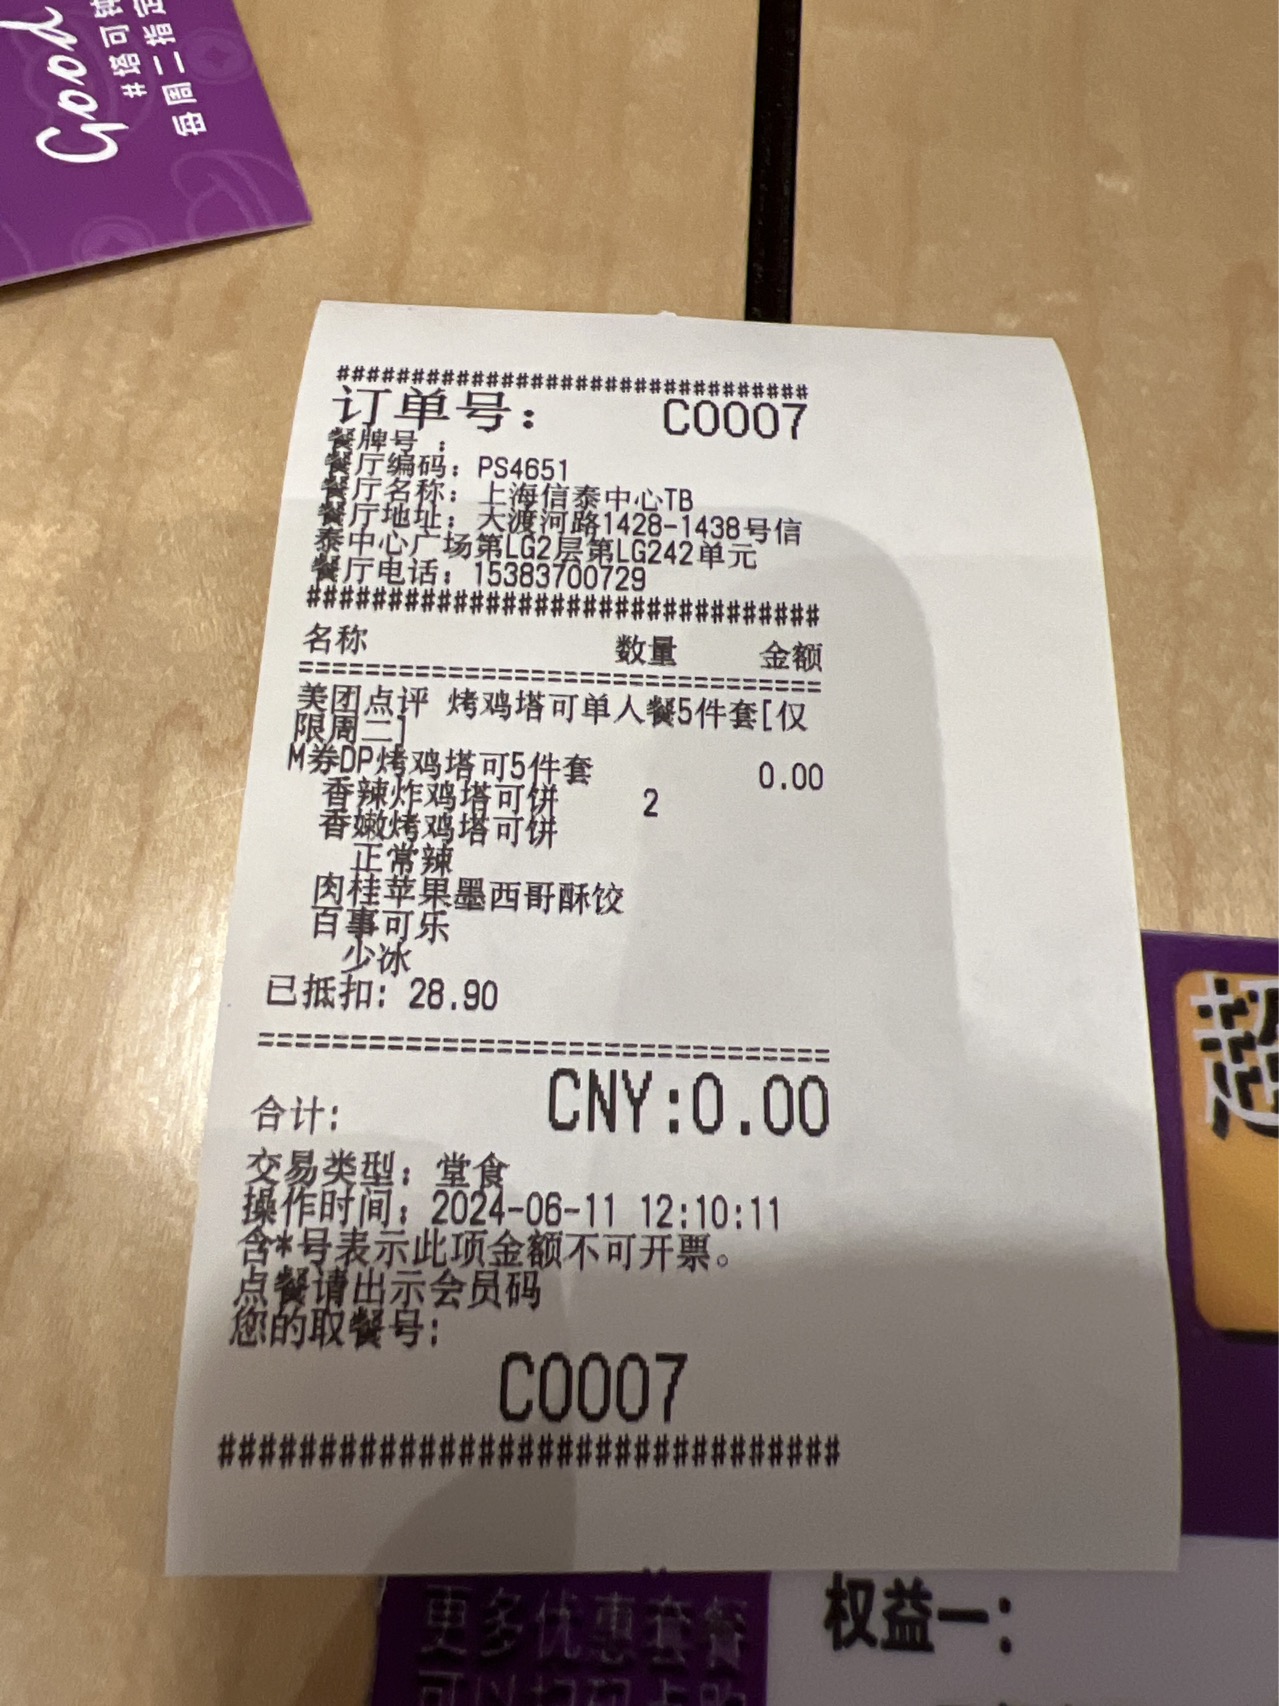 Good
#塔可
每周二指定
################################
订单号： C0007
餐牌号：
餐厅编码：PS4651
餐厅名称：上海信泰中心TB
餐厅地址：大渡河路1428-1438号信
泰中心广场第LG2层第LG242单元
餐厅电话：15383700729
################################
名称 数量 金额
================================
美团点评 烤鸡塔可单人餐5件套[仅
限周二]
M券DP烤鸡塔可5件套 0.00
香辣炸鸡塔可饼 2
香嫩烤鸡塔可饼
正常辣
肉桂苹果墨西哥酥饺
百事可乐
少冰
已抵扣：28.90
================================
合计： CNY:0.00
交易类型：堂食
操作时间：2024-06-11 12:10:11
含*号表示此项金额不可开票。
点餐请出示会员码
您的取餐号：
C0007
################################
超
更多优惠套餐
权益一：